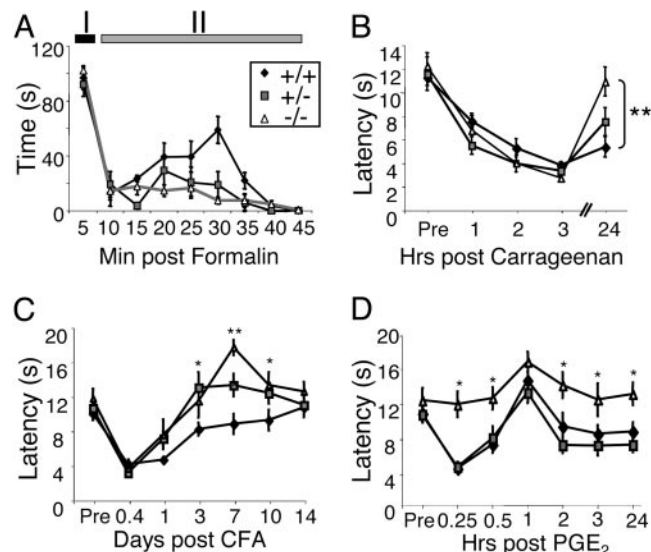 A
I
II
Time (s)
120
80
40
0
+/+
+/-
-/-
5 10 15 20 25 30 35 40 45
Min post Formalin
B
Latency (s)
14
12
10
8
6
4
2
0
**
Pre 1 2 3 // 24
Hrs post Carrageenan
C
Latency (s)
20
16
12
8
4
0
* ** *
Pre 0.4 1 3 7 10 14
Days post CFA
D
Latency (s)
20
16
12
8
4
0
* * * * *
Pre 0.25 0.5 1 2 3 24
Hrs post PGE₂